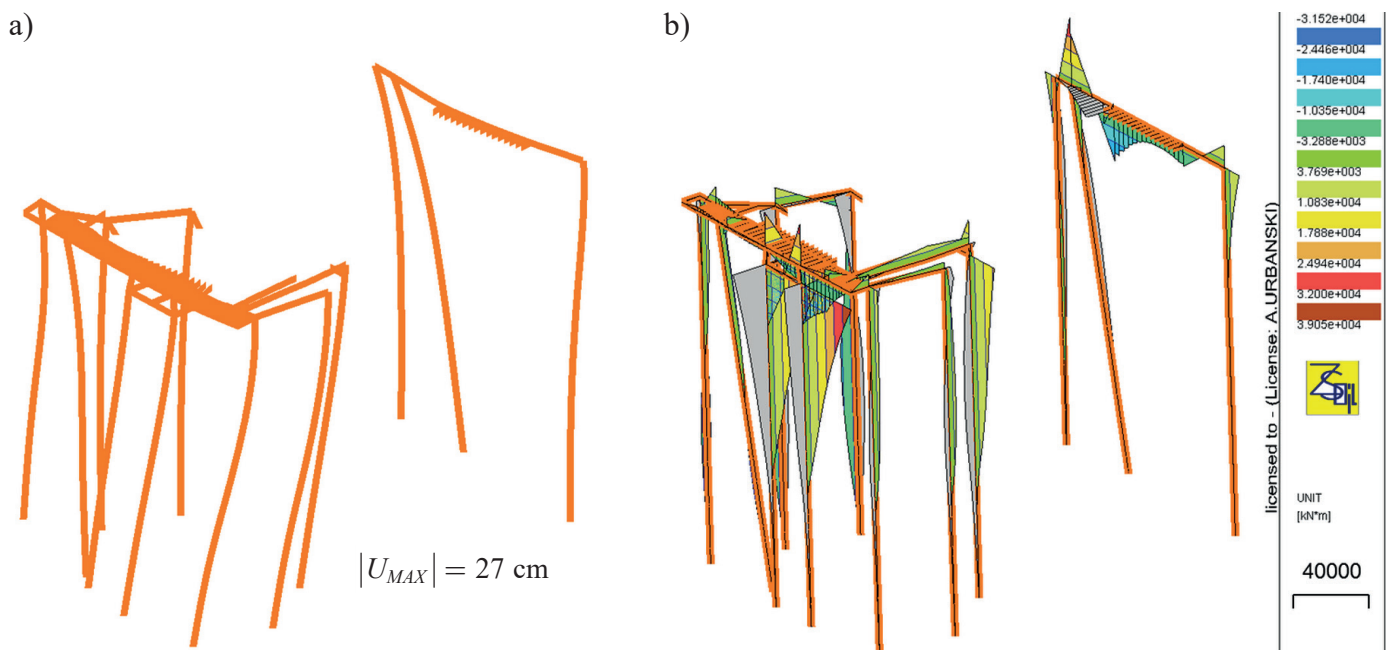 a)
b)
|U_MAX| = 27 cm
-3.152e+004
-2.446e+004
-1.740e+004
-1.035e+004
-3.288e+003
3.769e+003
1.083e+004
1.788e+004
2.494e+004
3.200e+004
3.905e+004
licensed to - (License: A.URBANSKI)
ZSoil
UNIT
[kN*m]
40000